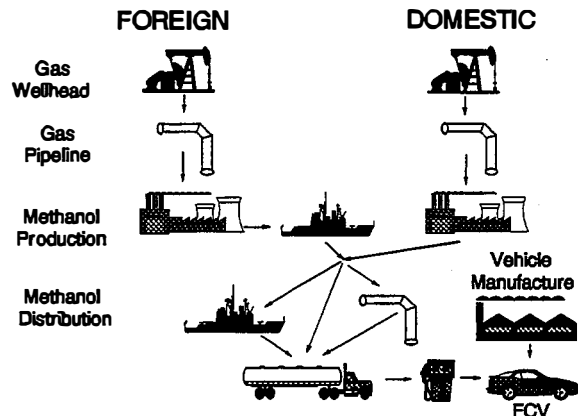 FOREIGN
DOMESTIC
Gas
Wellhead
Gas
Pipeline
Methanol
Production
Vehicle
Manufacture
Methanol
Distribution
FCV